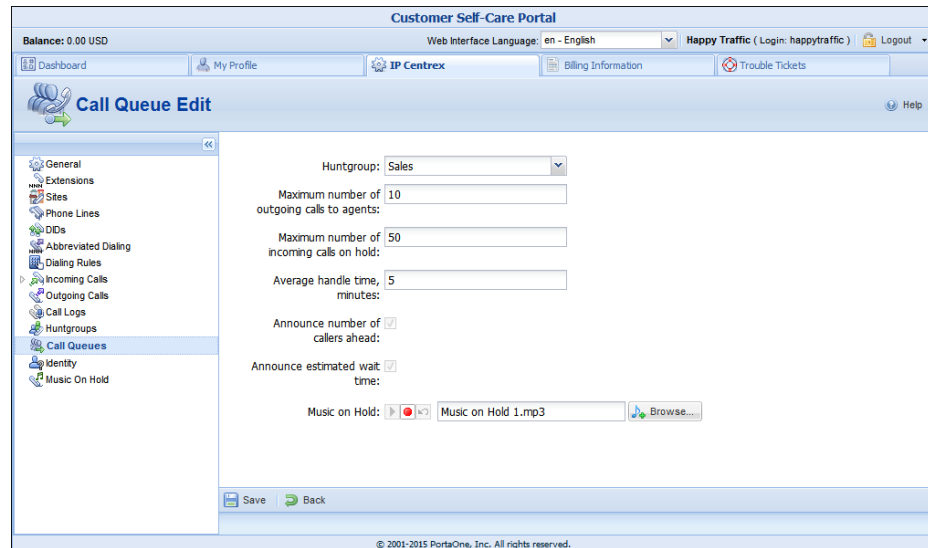 Customer Self-Care Portal
Balance: 0.00 USD
Web Interface Language: en - English
Happy Traffic ( Login: happytraffic )
Logout
Dashboard
My Profile
IP Centrex
Billing Information
Trouble Tickets
Call Queue Edit
Help
General
Extensions
Sites
Phone Lines
DIDs
Abbreviated Dialing
Dialing Rules
Incoming Calls
Outgoing Calls
Call Logs
Huntgroups
Call Queues
Identity
Music On Hold
Huntgroup: Sales
Maximum number of 10
outgoing calls to agents:
Maximum number of 50
incoming calls on hold:
Average handle time, 5
minutes:
Announce number of
callers ahead:
Announce estimated wait
time:
Music on Hold: Music on Hold 1.mp3 Browse...
Save Back
© 2001-2015 PortaOne, Inc. All rights reserved.